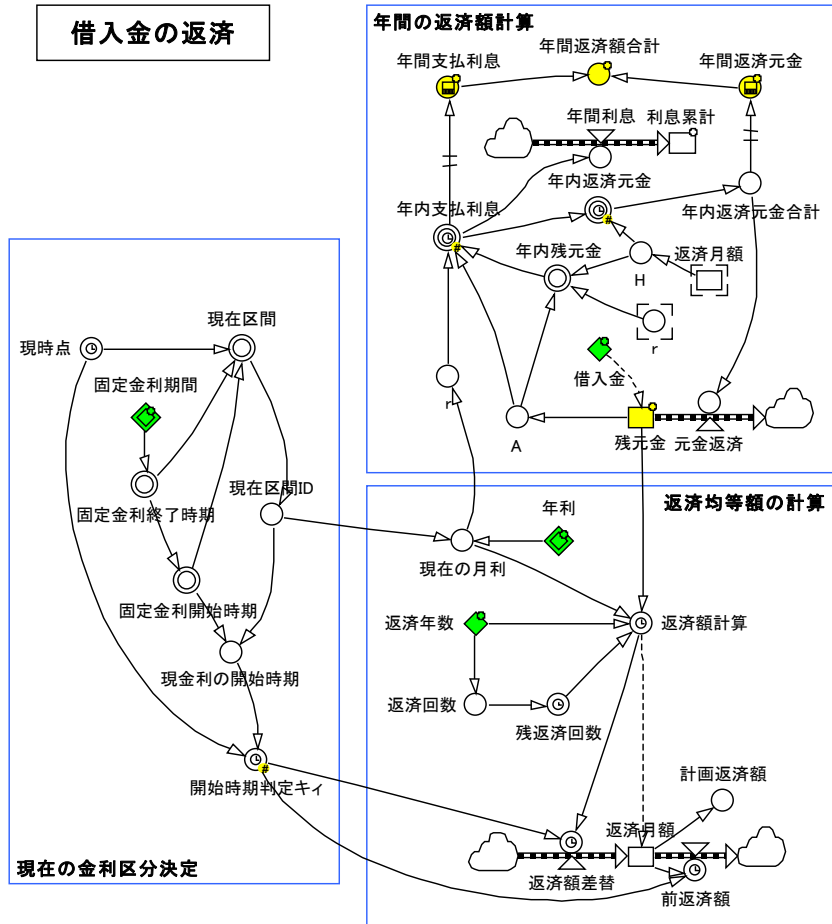 借入金の返済
年間の返済額計算
年間支払利息
年間返済額合計
年間返済元金
年間利息
利息累計
年内返済元金
年内支払利息
年内返済元金合計
年内残元金
返済月額
H
r
借入金
r
A
残元金
元金返済
現在区間
現時点
固定金利期間
現在区間ID
固定金利終了時期
固定金利開始時期
現金利の開始時期
開始時期判定キィ
現在の金利区分決定
返済均等額の計算
年利
現在の月利
返済年数
返済額計算
返済回数
残返済回数
計画返済額
返済月額
返済額差替
前返済額